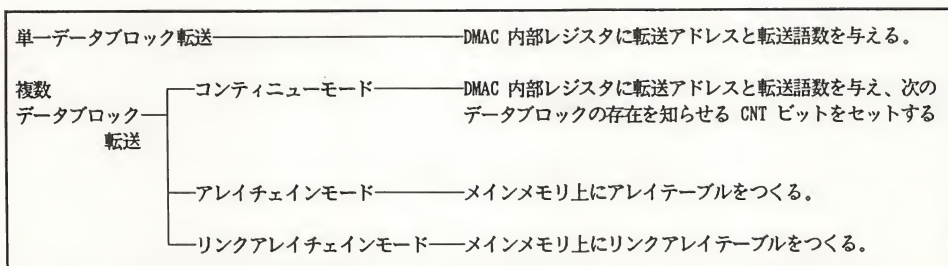 単一データブロック転送 DMAC 内部レジスタに転送アドレスと転送語数を与える。
複数
データブロック
転送
コンティニューモード DMAC 内部レジスタに転送アドレスと転送語数を与え、次の
データブロックの存在を知らせる CNT ビットをセットする
アレイチェインモード メインメモリ上にアレイテーブルをつくる。
リンクアレイチェインモード メインメモリ上にリンクアレイテーブルをつくる。